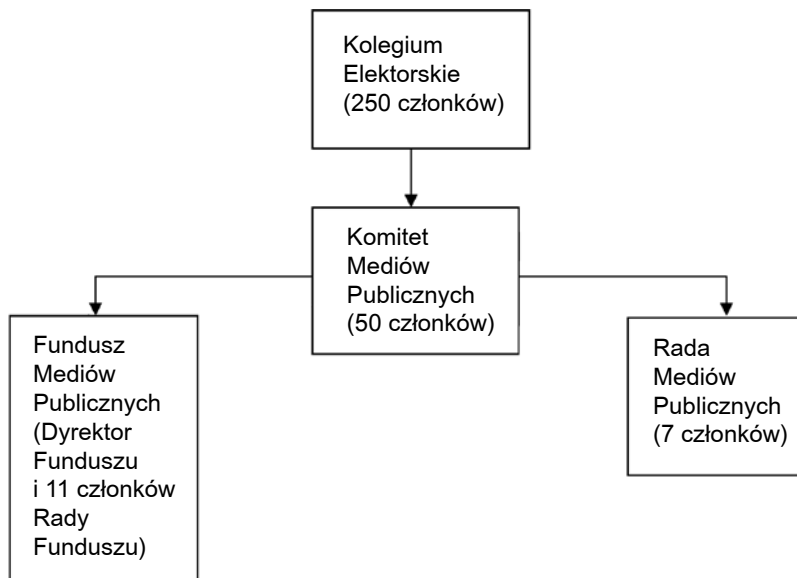 Kolegium
Elektorskie
(250 członków)
Komitet
Mediów
Publicznych
(50 członków)
Fundusz
Mediów
Publicznych
(Dyrektor
Funduszu
i 11 członków
Rady
Funduszu)
Rada
Mediów
Publicznych
(7 członków)